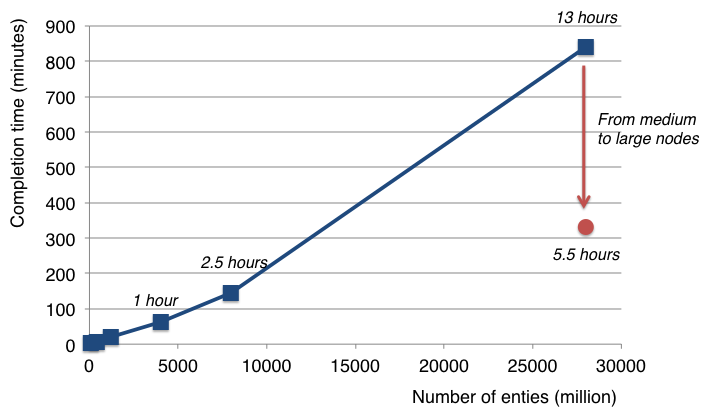 900
13 hours
800
700
From medium
to large nodes
600
500
400
300
5.5 hours
200
2.5 hours
100
1 hour
0
0
5000
10000
15000
20000
25000
30000
Completion time (minutes)
Number of enties (million)